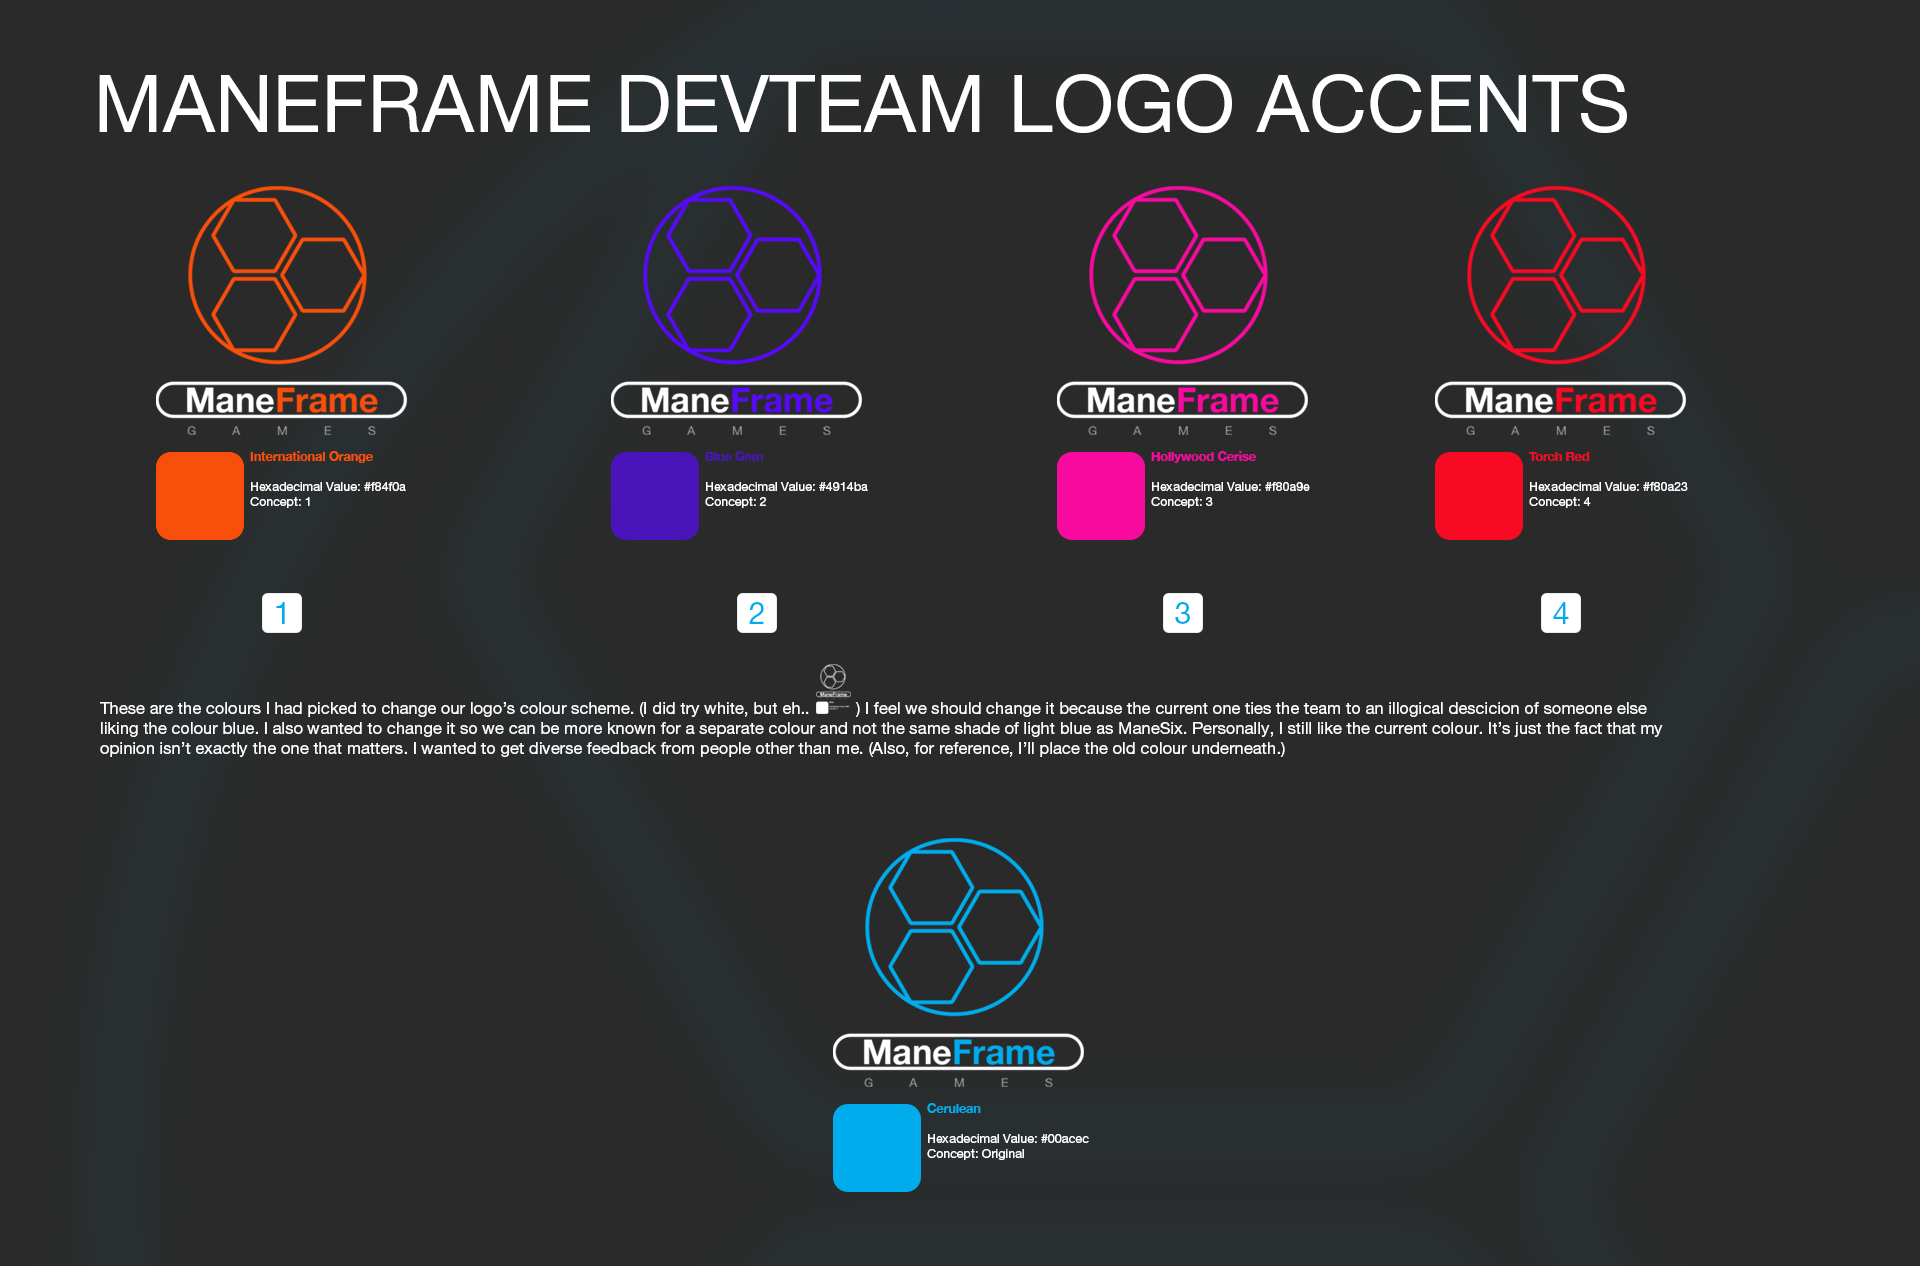 MANEFRAME DEVTEAM LOGO ACCENTS
ManeFrame
GAMES
International Orange
Hexadecimal Value: #f84f0a
Concept: 1
1
ManeFrame
GAMES
Blue Gem
Hexadecimal Value: #4914ba
Concept: 2
2
ManeFrame
GAMES
Hollywood Cerise
Hexadecimal Value: #f80a9e
Concept: 3
3
ManeFrame
GAMES
Torch Red
Hexadecimal Value: #f80a23
Concept: 4
4
ManeFrame
These are the colours I had picked to change our logo’s colour scheme. (I did try white, but eh.. ) I feel we should change it because the current one ties the team to an illogical descicion of someone else
liking the colour blue. I also wanted to change it so we can be more known for a separate colour and not the same shade of light blue as ManeSix. Personally, I still like the current colour. It’s just the fact that my
opinion isn’t exactly the one that matters. I wanted to get diverse feedback from people other than me. (Also, for reference, I’ll place the old colour underneath.)
ManeFrame
GAMES
Cerulean
Hexadecimal Value: #00acec
Concept: Original